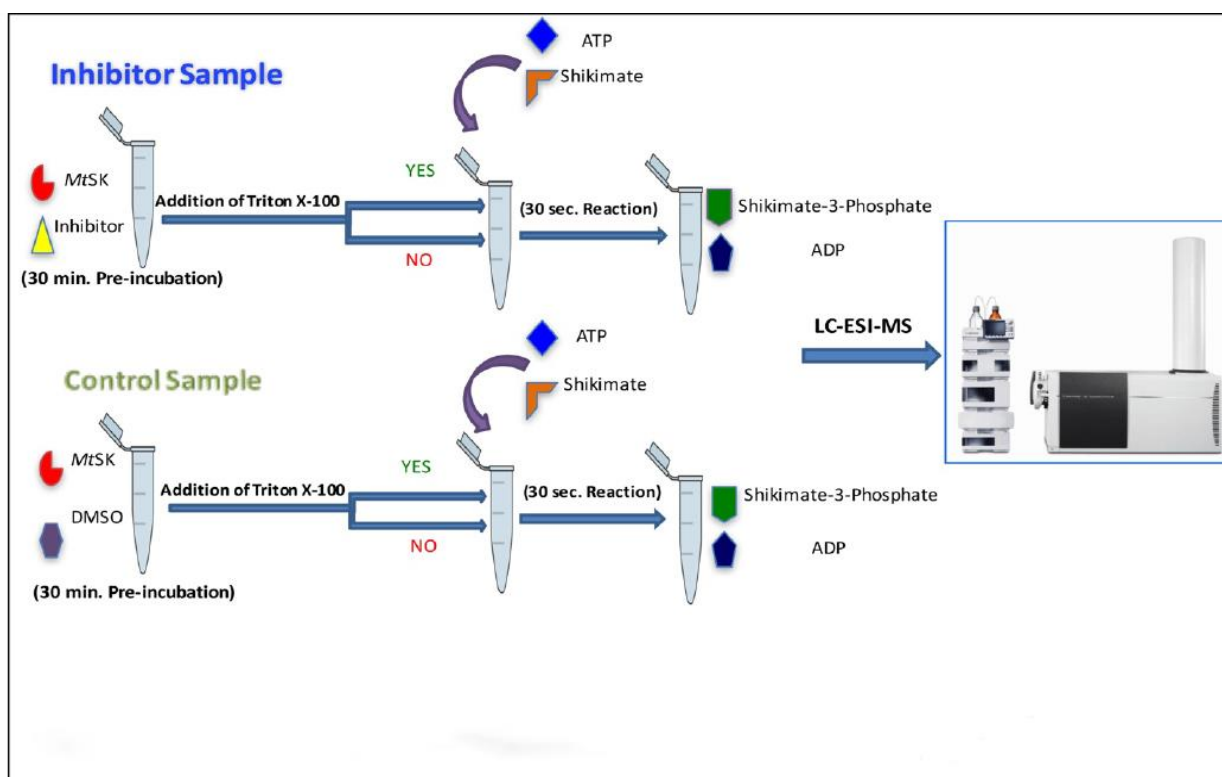 ATP
Shikimate
Inhibitor Sample
MtSK
Inhibitor
(30 min. Pre-incubation)
Addition of Triton X-100
YES
NO
(30 sec. Reaction)
Shikimate-3-Phosphate
ADP
LC-ESI-MS
ATP
Shikimate
Control Sample
MtSK
DMSO
(30 min. Pre-incubation)
Addition of Triton X-100
YES
NO
(30 sec. Reaction)
Shikimate-3-Phosphate
ADP